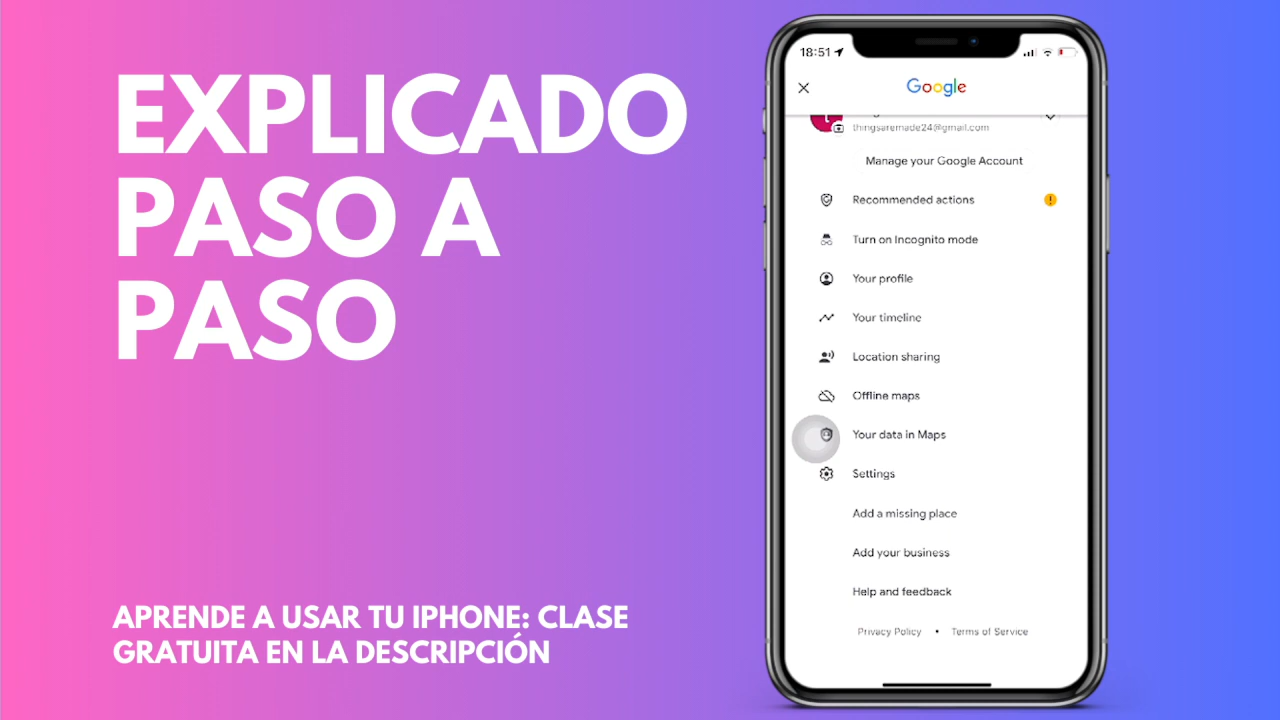 EXPLICADO
PASO A
PASO
APRENDE A USAR TU IPHONE: CLASE
GRATUITA EN LA DESCRIPCIÓN
18:51
Google
thingsaremade24@gmail.com
Manage your Google Account
Recommended actions
Turn on Incognito mode
Your profile
Your timeline
Location sharing
Offline maps
Your data in Maps
Settings
Add a missing place
Add your business
Help and feedback
Privacy Policy • Terms of Service